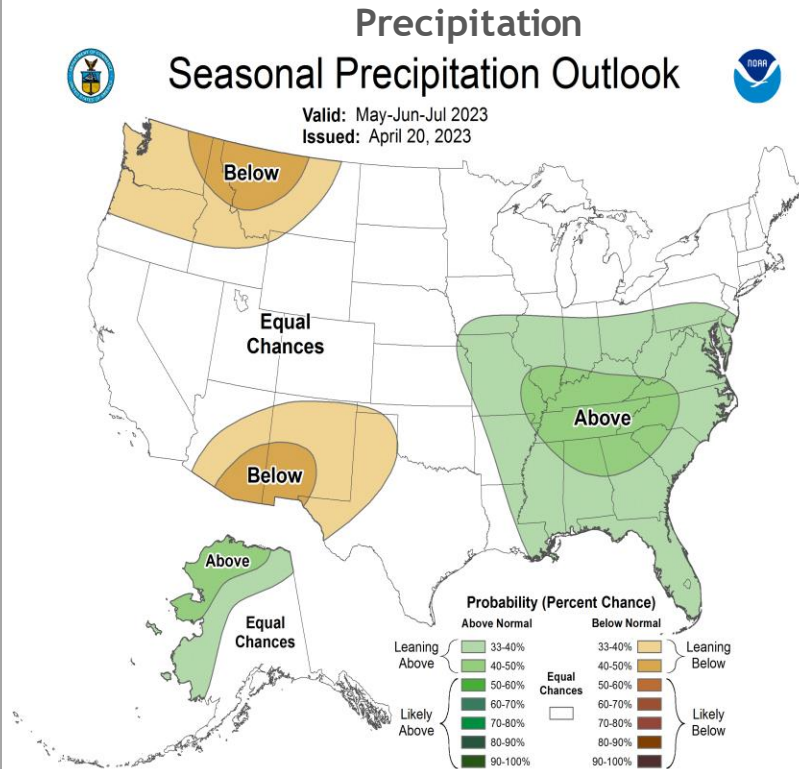 Precipitation
Seasonal Precipitation Outlook
NOAA
Valid: May-Jun-Jul 2023
Issued: April 20, 2023
Below
Equal
Chances
Above
Below
Above
Equal
Chances
Probability (Percent Chance)
Above Normal
Below Normal
Leaning
Above
33-40%
40-50%
50-60%
60-70%
70-80%
80-90%
90-100%
Likely
Above
Equal
Chances
33-40%
40-50%
50-60%
60-70%
70-80%
80-90%
90-100%
Leaning
Below
Likely
Below